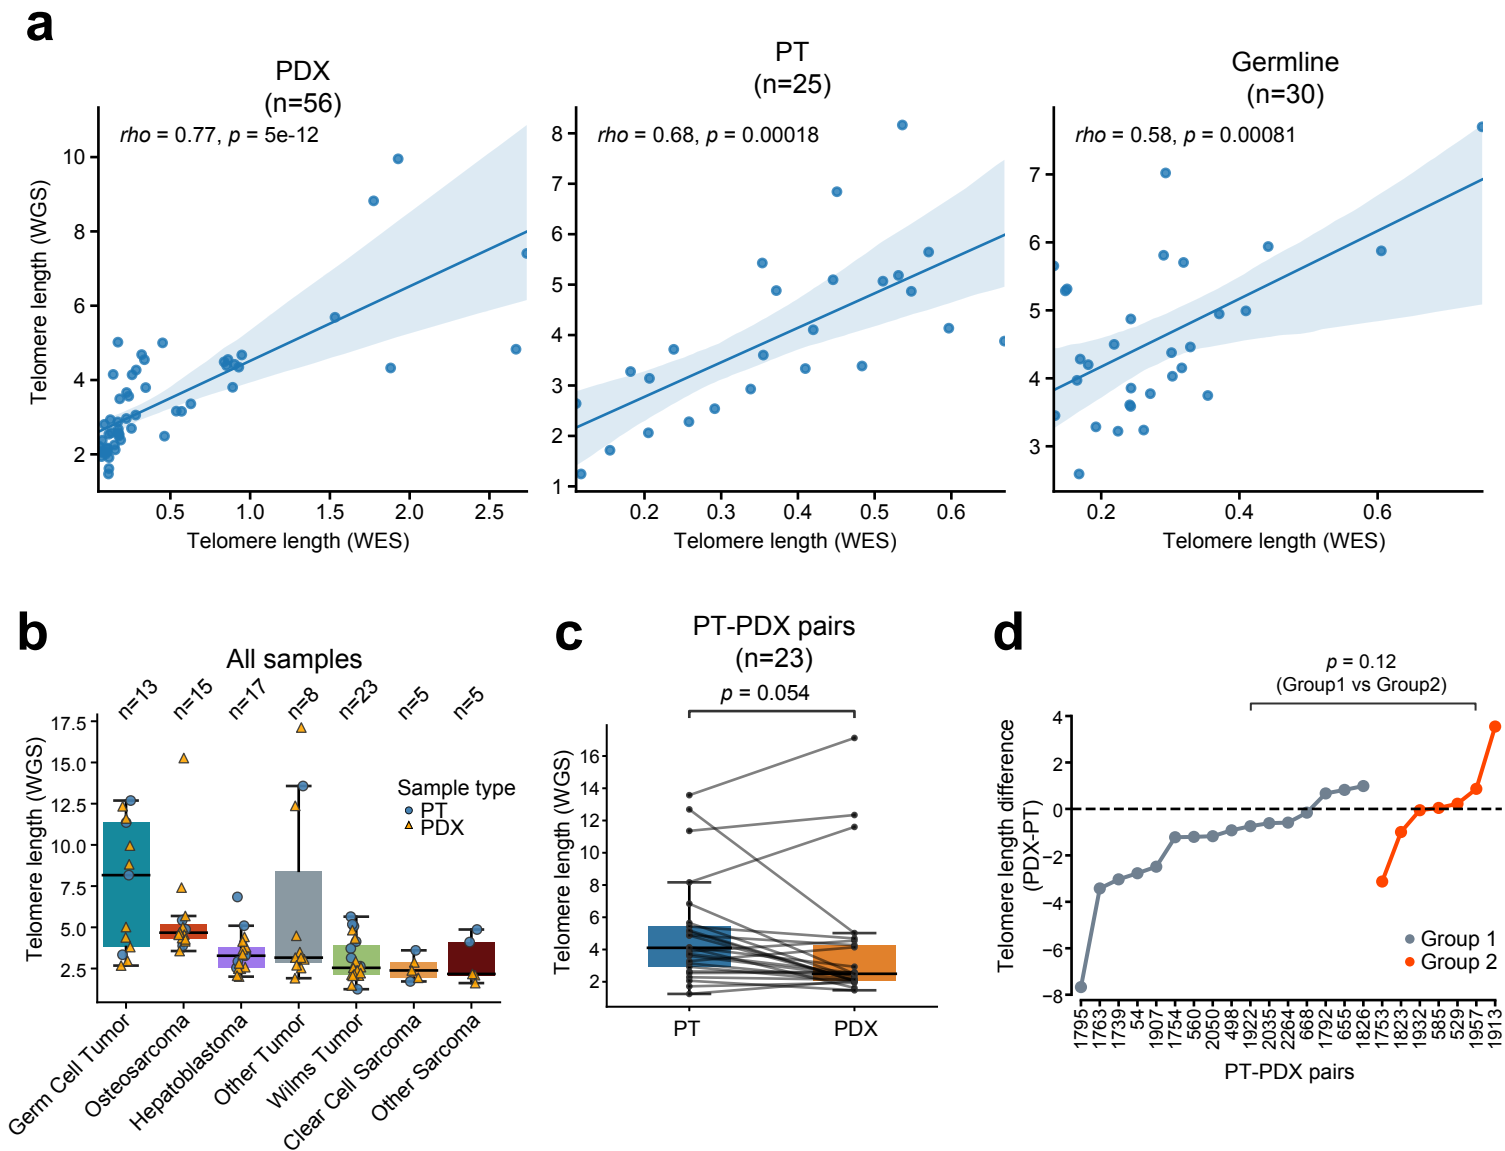 a
PDX
(n=56)
rho = 0.77, p = 5e-12
Telomere length (WGS)
10
8
6
4
2
0.5
1.0
1.5
2.0
2.5
Telomere length (WES)
PT
(n=25)
rho = 0.68, p = 0.00018
8
7
6
5
4
3
2
1
0.2
0.3
0.4
0.5
0.6
Telomere length (WES)
Germline
(n=30)
rho = 0.58, p = 0.00081
7
6
5
4
3
0.2
0.4
0.6
Telomere length (WES)
b
All samples
n=13
n=15
n=17
n=8
n=23
n=5
n=5
Telomere length (WGS)
17.5
15.0
12.5
10.0
7.5
5.0
2.5
Sample type
PT
PDX
Germ Cell Tumor
Osteosarcoma
Hepatoblastoma
Other Tumor
Wilms Tumor
Clear Cell Sarcoma
Other Sarcoma
c
PT-PDX pairs
(n=23)
p = 0.054
Telomere length (WGS)
16
14
12
10
8
6
4
2
PT
PDX
d
p = 0.12
(Group1 vs Group2)
Telomere length difference
(PDX-PT)
4
2
0
−2
−4
−6
−8
Group 1
Group 2
1795
1763
1739
54
1907
1754
560
2050
498
1922
2035
2264
668
1792
655
1826
1753
1823
1932
585
529
1957
1913
PT-PDX pairs